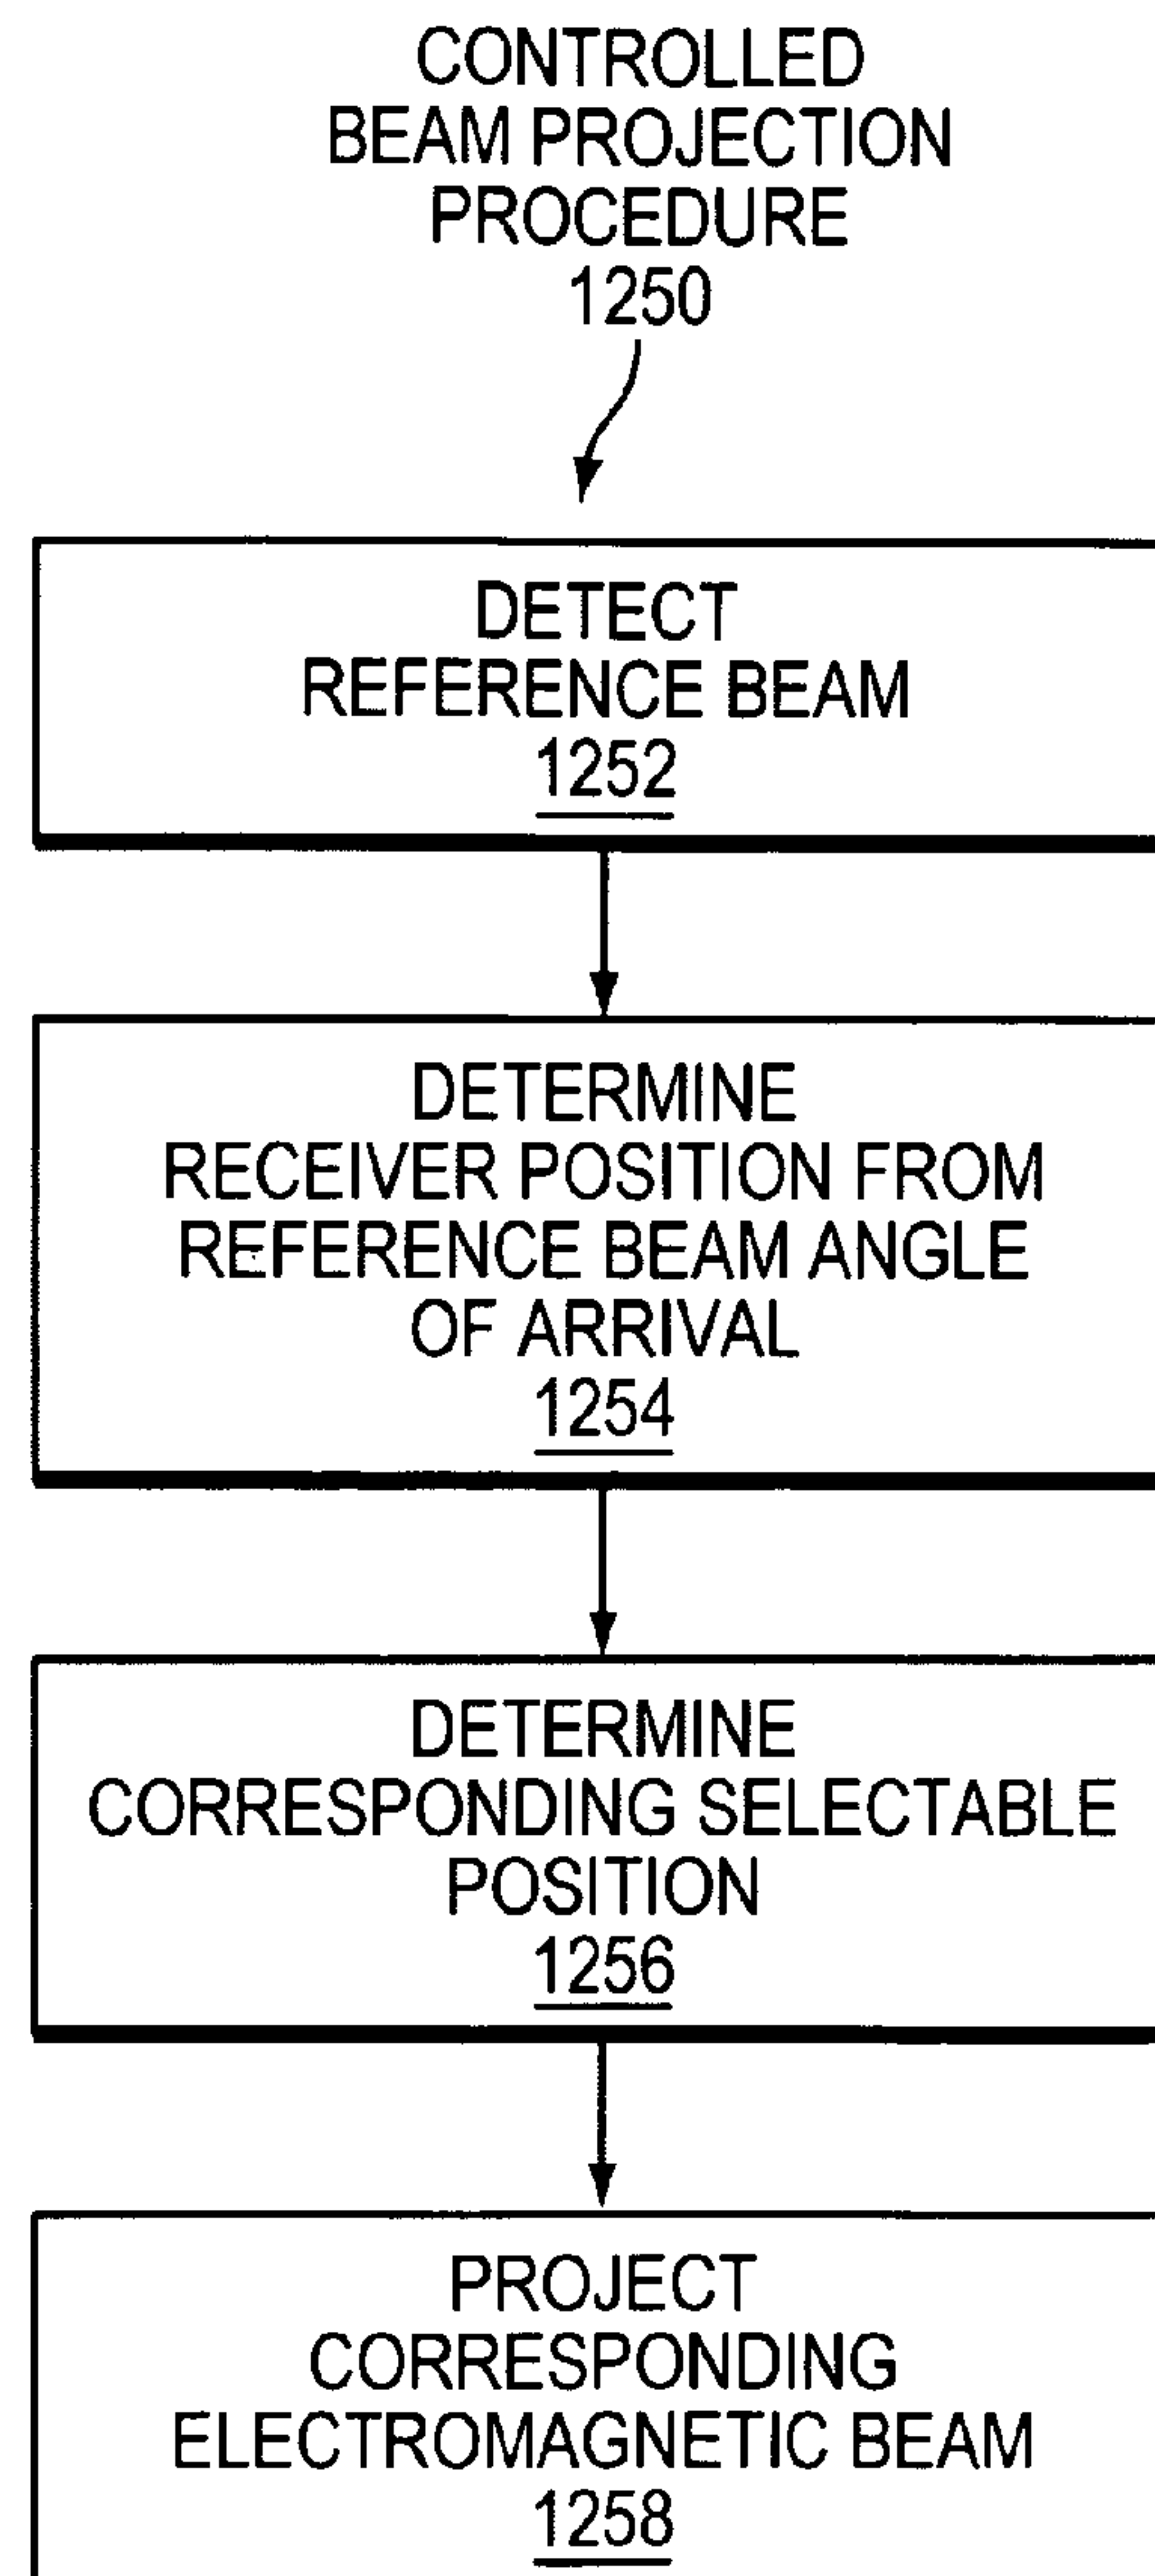 CONTROLLED
BEAM PROJECTION
PROCEDURE
1250
DETECT
REFERENCE BEAM
1252
DETERMINE
RECEIVER POSITION FROM
REFERENCE BEAM ANGLE
OF ARRIVAL
1254
DETERMINE
CORRESPONDING SELECTABLE
POSITION
1256
PROJECT
CORRESPONDING
ELECTROMAGNETIC BEAM
1258